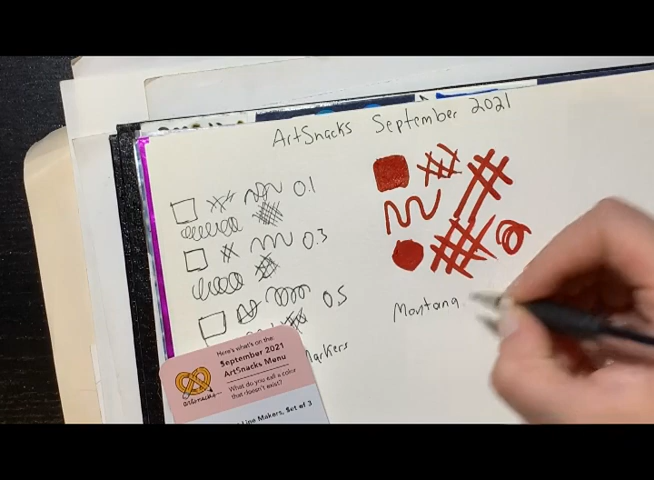 ArtSnacks September 2021
0.1
0.3
0.5
Markers
Montana
Here's what's on the
September 2021
ArtSnacks Menu
What do you call a color
that doesn't exist?
artsnacks
Line Makers, Set of 3